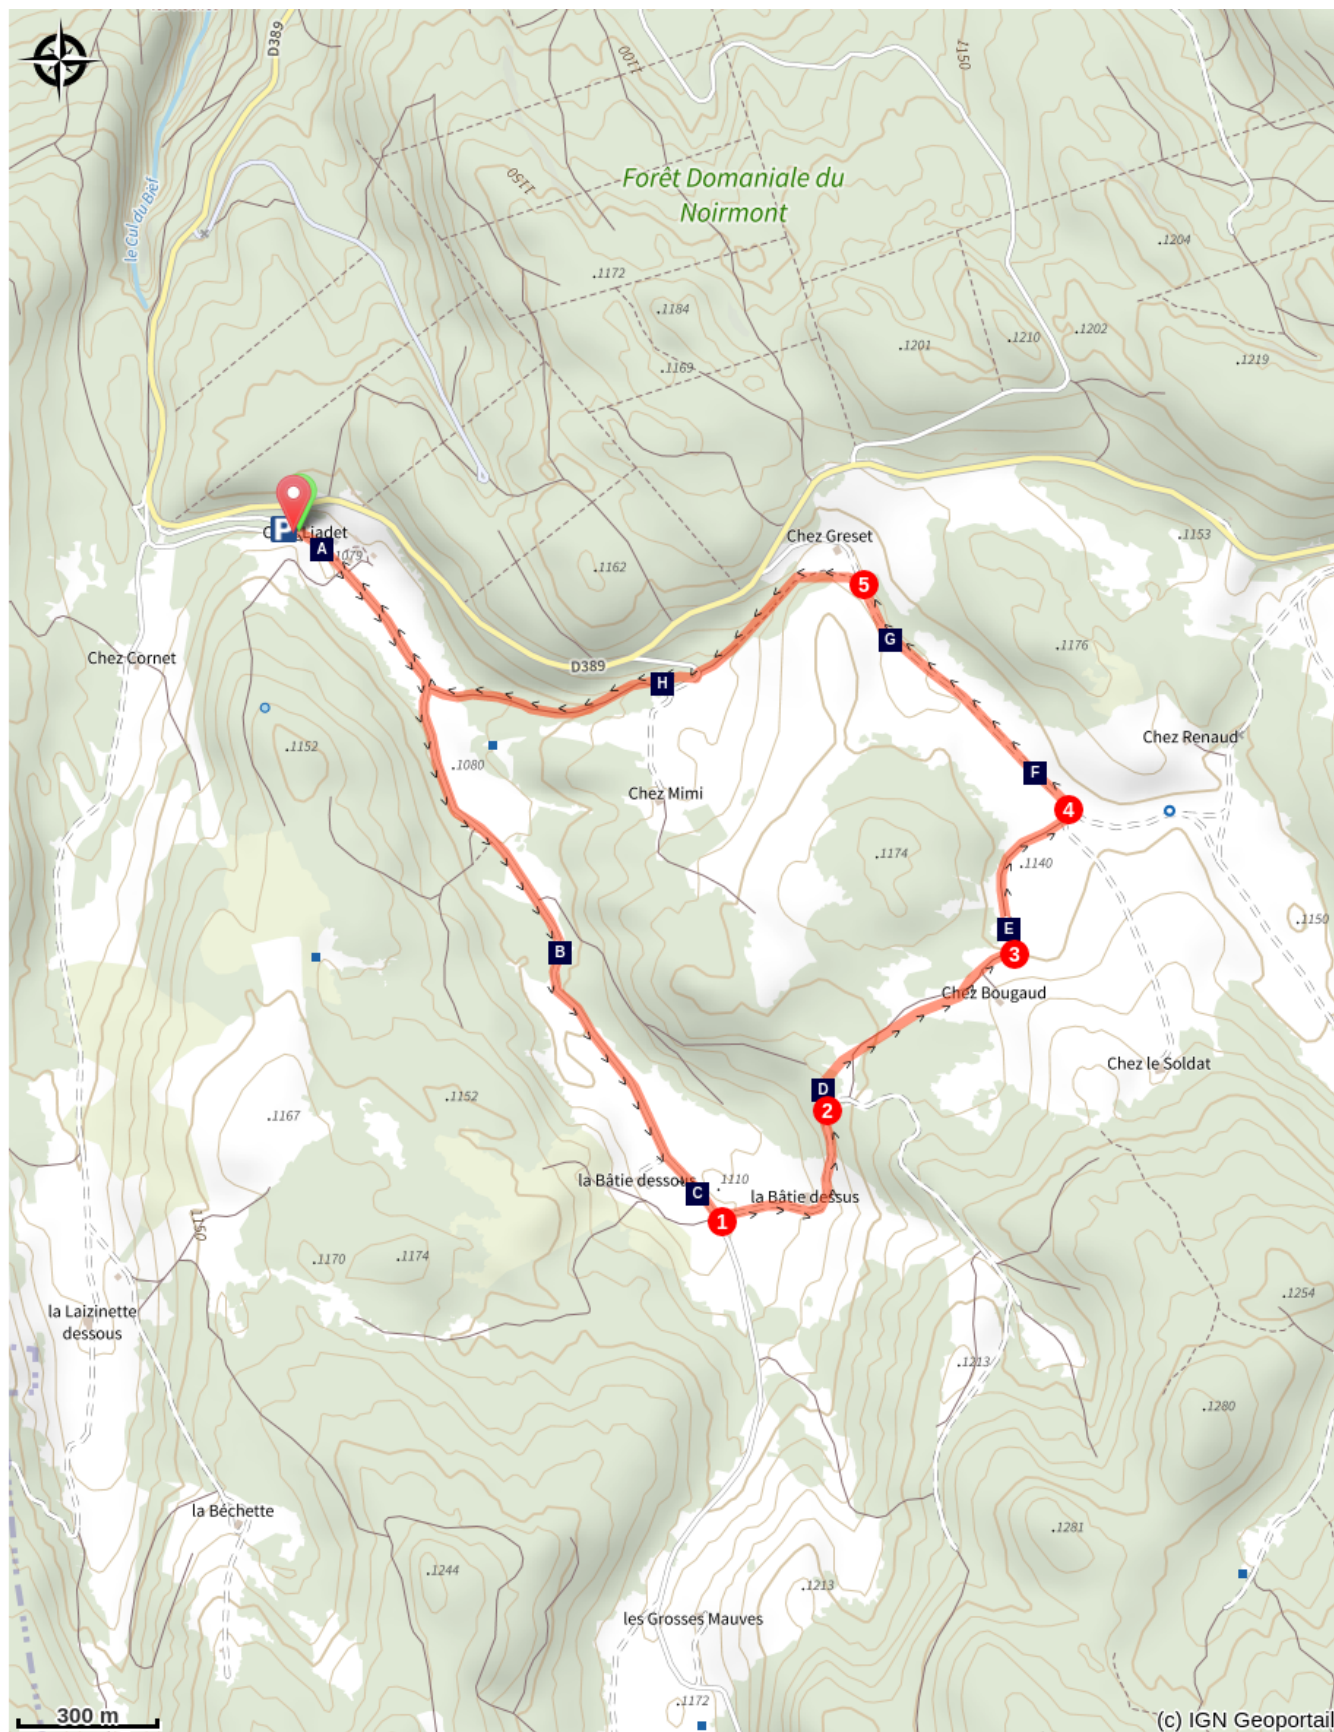 D389
1100
1150
le Cul du Bief
1150
Forêt Domaniale du
Noirmont
.1204
.1172
.1184
.1210
.1202
.1201
.1219
.1169
P
A
1079
Chez Greset
.1153
.1162
5
G
.1176
Chez Cornet
D389
H
Chez Renaud
.1152
.1080
F
Chez Mimi
4
.1174
.1140
.1150
E
B
3
Chez Bougaud
Chez le Soldat
D
2
.1152
.1167
la Bâtie dessous
.1110
C
la Bâtie dessus
1
1150
.1170
.1174
.1254
la Laizinette
dessous
.1213
.1280
la Béchette
.1281
.1244
.1213
les Grosses Mauves
.1172
300 m
(c) IGN Geoportail